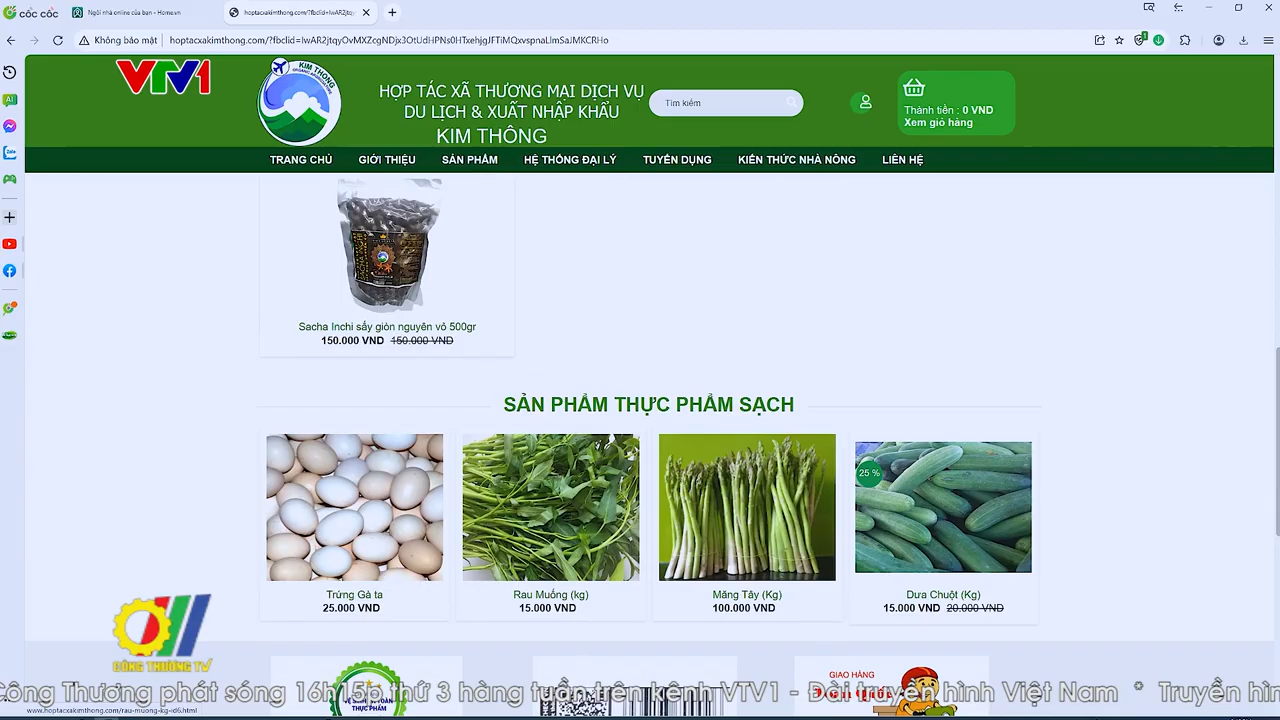 cốc cốc
Ngôi nhà online của bạn - Home.vn
hoptacxakimthong.com/?fbclid=IwAR2jtqy
Không bảo mật
hoptacxakimthong.com/?fbclid=IwAR2jtqyOvMXZcgNDjx3OtUdHPNs0HTxehjgJFTiMQxvspnaLlmSaJMKCRHo
VTV1
KIM THONG
HỢP TÁC XÃ THƯƠNG MẠI DỊCH VỤ
DU LỊCH & XUẤT NHẬP KHẨU
KIM THÔNG
Tìm kiếm
Thành tiền : 0 VND
Xem giỏ hàng
TRANG CHỦ GIỚI THIỆU SẢN PHẨM HỆ THỐNG ĐẠI LÝ TUYỂN DỤNG KIẾN THỨC NHÀ NÔNG LIÊN HỆ
Sacha Inchi sấy giòn nguyên vỏ 500gr
150.000 VND 150.000 VND
SẢN PHẨM THỰC PHẨM SẠCH
25 %
Trứng Gà ta
25.000 VND
Rau Muống (kg)
15.000 VND
Măng Tây (Kg)
100.000 VND
Dưa Chuột (Kg)
15.000 VND 20.000 VND
CÔNG THƯƠNG TV
GIAO HÀNG
THỰC PHẨM
Công Thương phát sóng 16h15p thứ 3 hàng tuần trên kênh VTV1 - Đài truyền hình Việt Nam * Truyền hìn
www.hoptacxakimthong.com/rau-muong-kg-id6.html